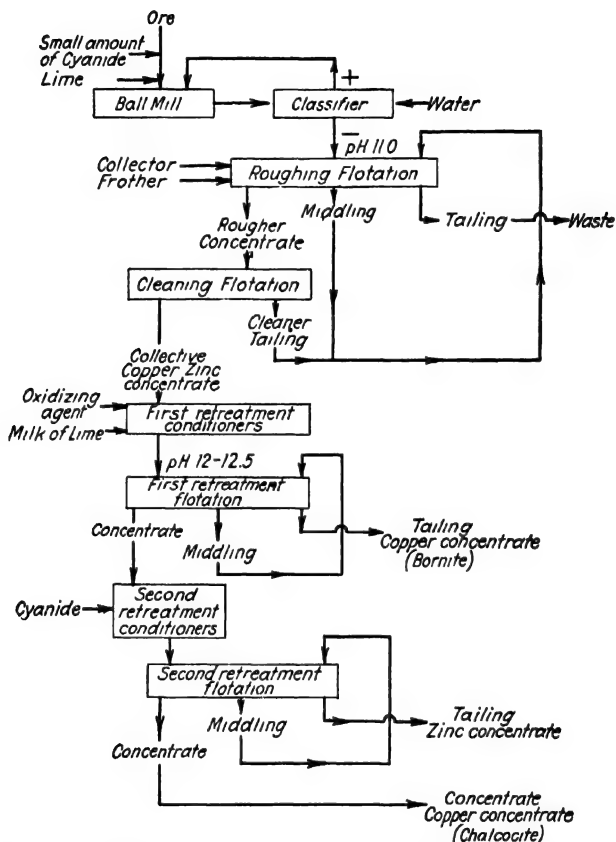 Ore
Small amount
of Cyanide
Lime
Ball Mill
+
Classifier
Water
—
pH 11 0
Collector
Frother
Roughing Flotation
Middling
Tailing
Waste
Rougher
Concentrate
Cleaning Flotation
Cleaner
Tailing
Collective
Copper Zinc
concentrate
Oxidizing
agent
Milk of Lime
First retreatment
conditioners
pH 12-12.5
First retreatment
flotation
Concentrate
Middling
Tailing
Copper concentrate
(Bornite)
Cyanide
Second
retreatment
conditioners
Second retreatment
flotation
Middling
Tailing
Zinc concentrate
Concentrate
Concentrate
Copper concentrate
(Chalcocite)